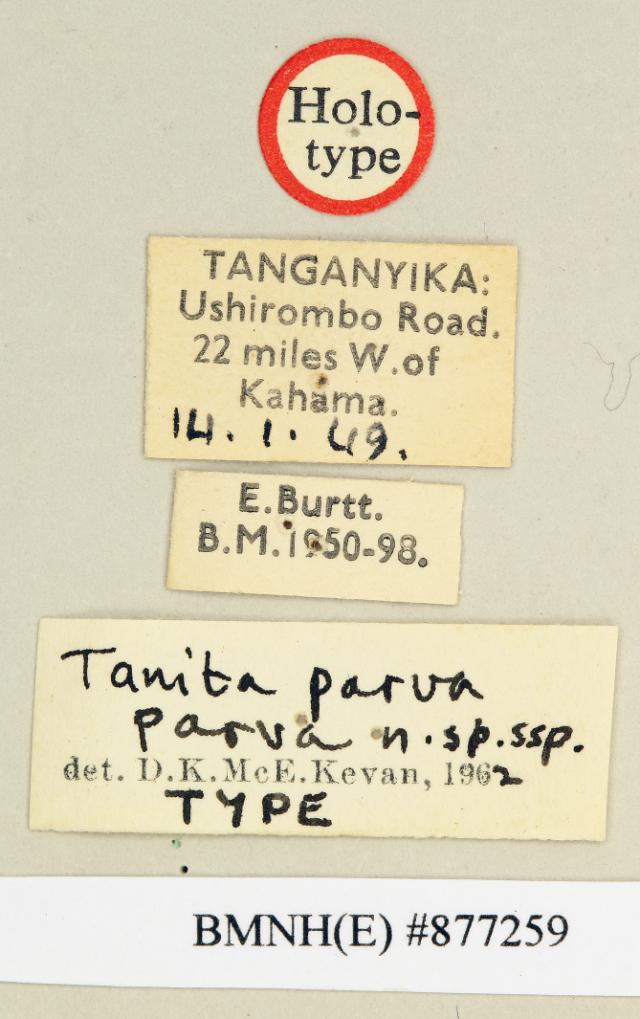 Holo-
type
TANGANYIKA:
Ushirombo Road.
22 miles W.of
Kahama.
14.1.49.
E.Burtt.
B.M.1950-98.
Tanita parva
parva n.sp.ssp.
det. D.K.McE.Kevan, 1962
TYPE
BMNH(E) #877259